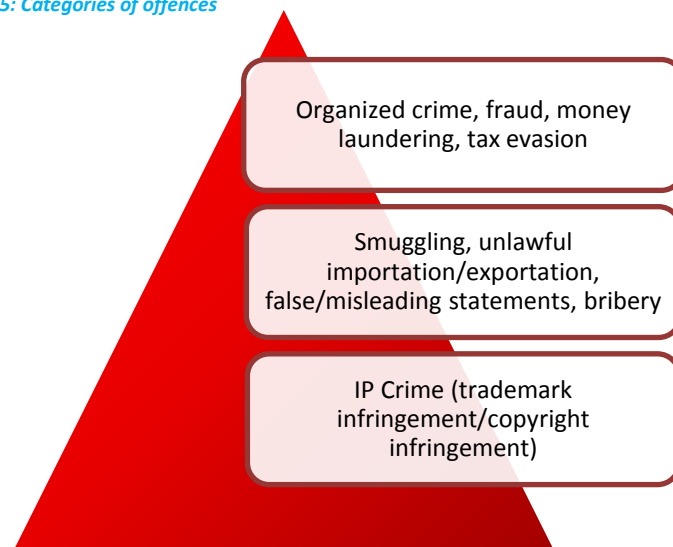 5: Categories of offences
Organized crime, fraud, money
laundering, tax evasion
Smuggling, unlawful
importation/exportation,
false/misleading statements, bribery
IP Crime (trademark
infringement/copyright
infringement)